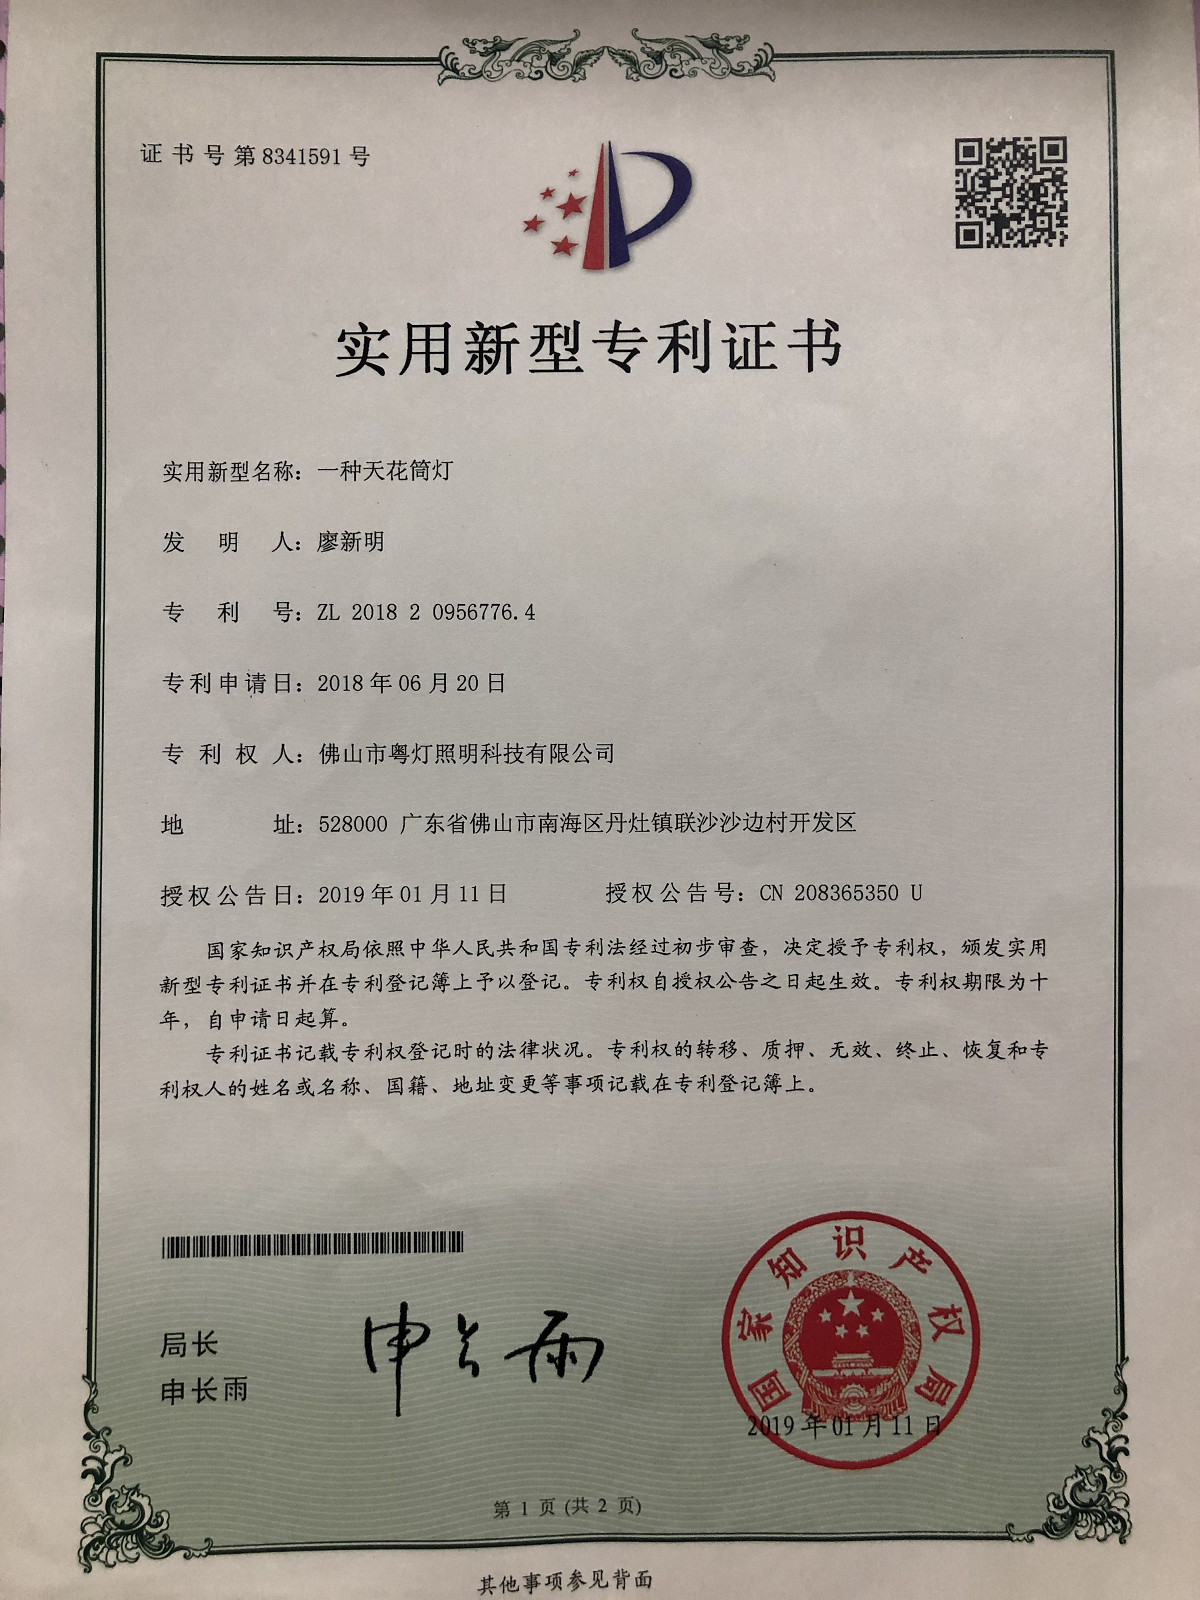 证书号第8341591号
实用新型专利证书
实用新型名称：一种天花筒灯
发明人：廖新明
专利号：ZL 2018 2 0956776.4
专利申请日：2018年06月20日
专利权人：佛山市粤灯照明科技有限公司
地址：528000 广东省佛山市南海区丹灶镇联沙沙边村开发区
授权公告日：2019年01月11日 授权公告号：CN 208365350 U
国家知识产权局依照中华人民共和国专利法经过初步审查，决定授予专利权，颁发实用
新型专利证书并在专利登记簿上予以登记。专利权自授权公告之日起生效。专利权期限为十
年，自申请日起算。
专利证书记载专利权登记时的法律状况。专利权的转移、质押、无效、终止、恢复和专
利权人的姓名或名称、国籍、地址变更等事项记载在专利登记簿上。
局长
申长雨
申长雨
国家知识产权局
2019年01月11日
第 1 页 (共 2 页)
其他事项参见背面